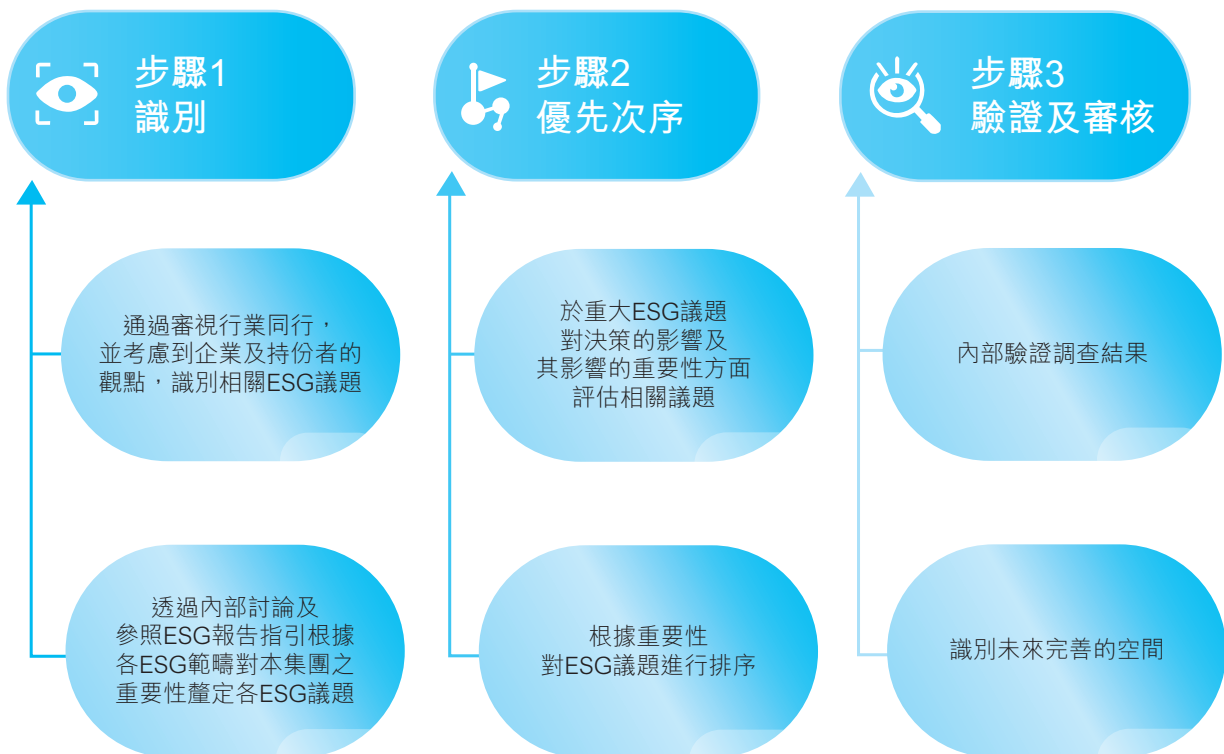 步驟1
識別
通過審視行業同行，
並考慮到企業及持份者的
觀點，識別相關ESG議題
透過內部討論及
參照ESG報告指引根據
各ESG範疇對本集團之
重要性釐定各ESG議題
步驟2
優先次序
於重大ESG議題
對決策的影響及
其影響的重要性方面
評估相關議題
根據重要性
對ESG議題進行排序
步驟3
驗證及審核
內部驗證調查結果
識別未來完善的空間